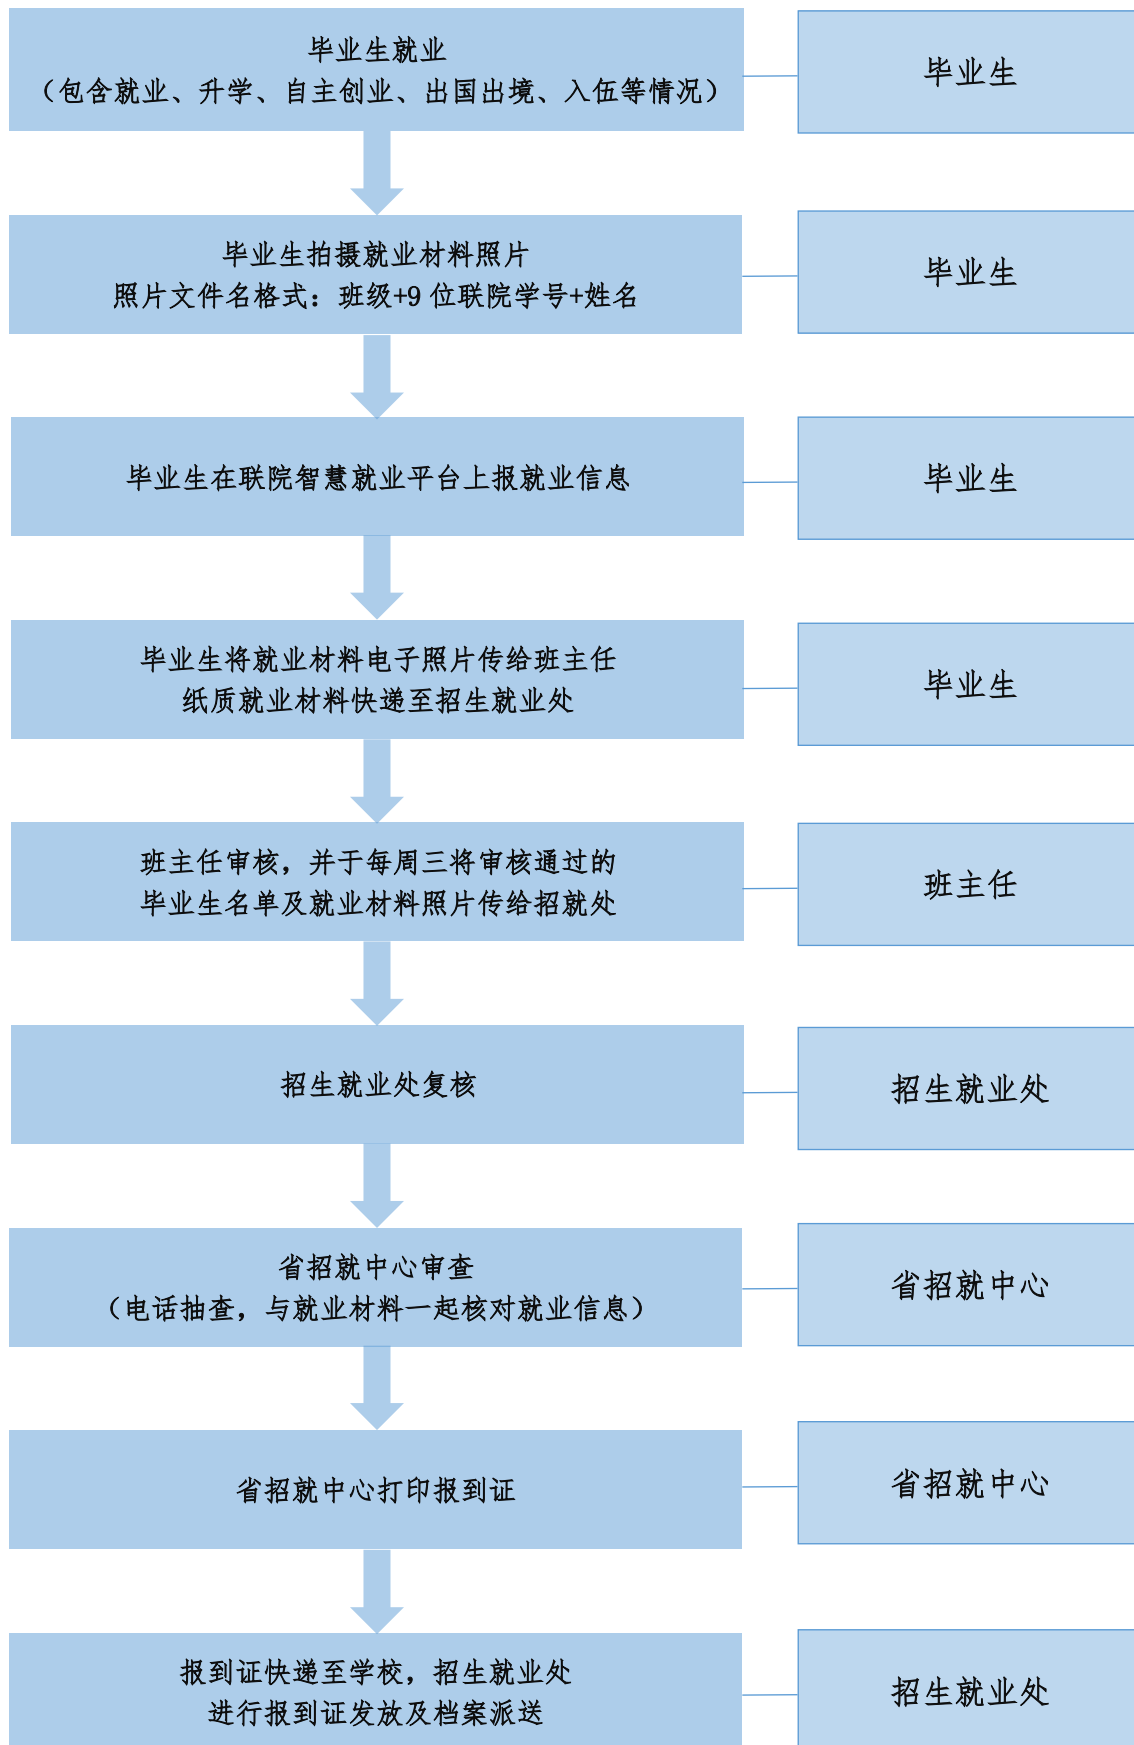 毕业生就业
（包含就业、升学、自主创业、出国出境、入伍等情况）
毕业生
毕业生拍摄就业材料照片
照片文件名格式：班级+9 位联院学号+姓名
毕业生
毕业生在联院智慧就业平台上报就业信息
毕业生
毕业生将就业材料电子照片传给班主任
纸质就业材料快递至招生就业处
毕业生
班主任审核，并于每周三将审核通过的
毕业生名单及就业材料照片传给招就处
班主任
招生就业处复核
招生就业处
省招就中心审查
（电话抽查，与就业材料一起核对就业信息）
省招就中心
省招就中心打印报到证
省招就中心
报到证快递至学校，招生就业处
进行报到证发放及档案派送
招生就业处